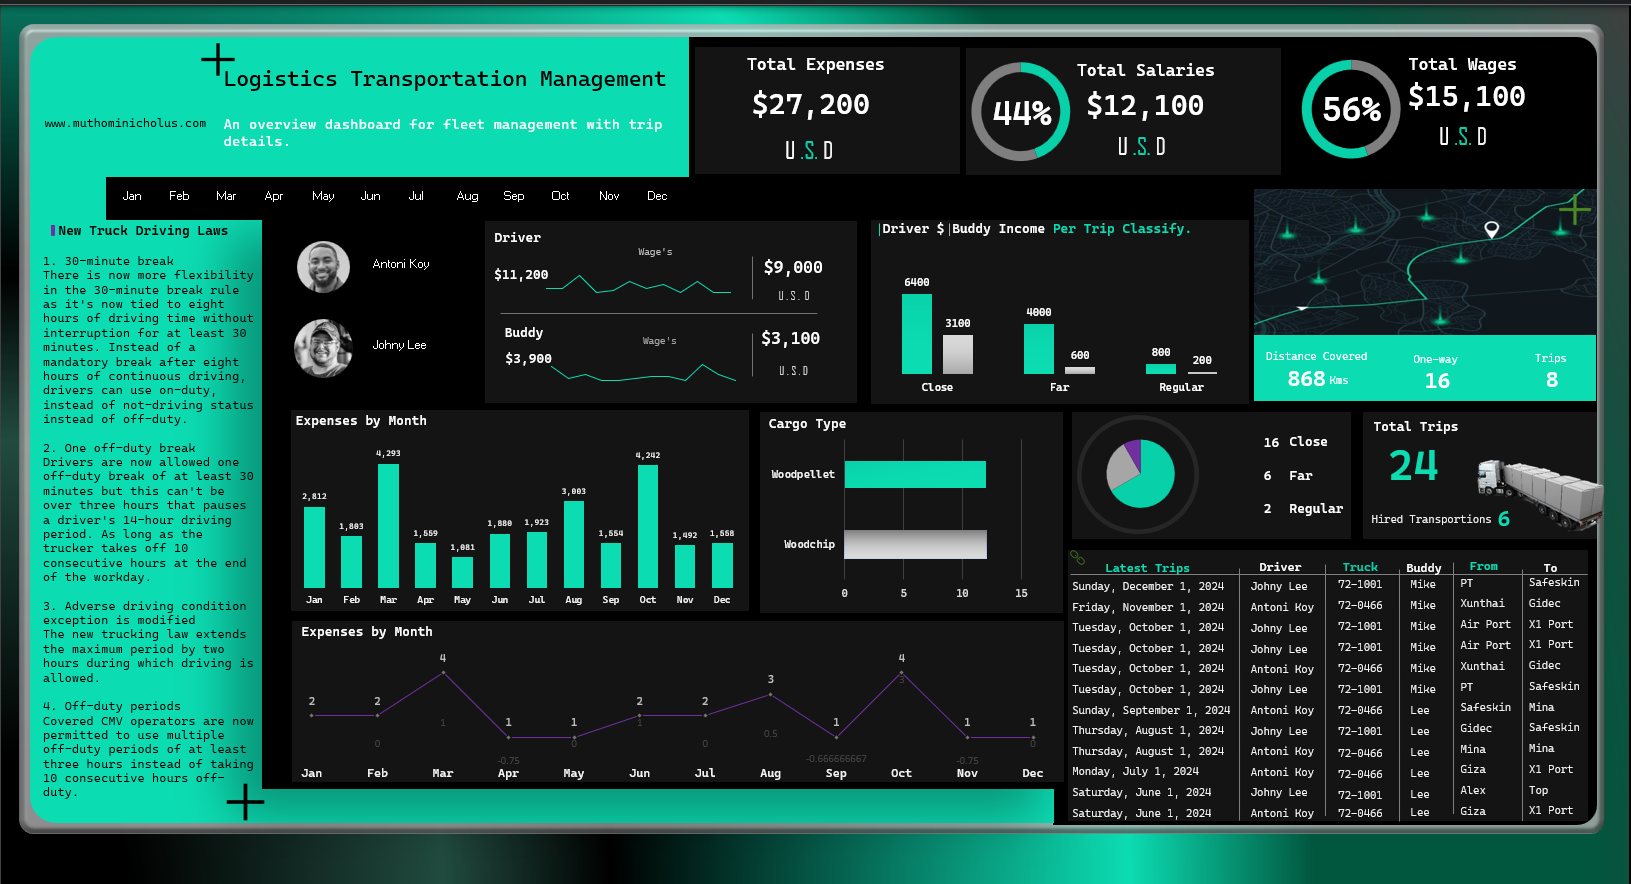 Logistics Transportation Management
www.muthominicholus.com
An overview dashboard for fleet management with trip
details.
Total Expenses
$27,200
U.S.D
44%
Total Salaries
$12,100
U.S.D
56%
Total Wages
$15,100
U.S.D
Jan Feb Mar Apr May Jun Jul Aug Sep Oct Nov Dec
New Truck Driving Laws
1. 30-minute break
There is now more flexibility
in the 30-minute break rule
as it's now tied to eight
hours of driving time without
interruption for at least 30
minutes. Instead of a
mandatory break after eight
hours of continuous driving,
drivers can use on-duty,
instead of not-driving status
instead of off-duty.
2. One off-duty break
Drivers are now allowed one
off-duty break of at least 30
minutes but this can't be
over three hours that pauses
a driver's 14-hour driving
period. As long as the
trucker takes off 10
consecutive hours at the end
of the workday.
3. Adverse driving condition
exception is modified
The new trucking law extends
the maximum period by two
hours during which driving is
allowed.
4. Off-duty periods
Covered CMV operators are now
permitted to use multiple
off-duty periods of at least
three hours instead of taking
10 consecutive hours off-
duty.
Antoni Koy
Johny Lee
Driver
Wage's
$11,200
$9,000
U.S.D
Buddy
Wage's
$3,900
$3,100
U.S.D
|Driver $|Buddy Income Per Trip Classify.
6400
3100
4000
600
800
200
Close Far Regular
Distance Covered
868 Kms
One-way
16
Trips
8
Expenses by Month
2,812
1,803
4,293
1,559
1,081
1,880
1,923
3,003
1,554
4,242
1,492
1,558
Jan Feb Mar Apr May Jun Jul Aug Sep Oct Nov Dec
Cargo Type
Woodpellet
Woodchip
0 5 10 15
16 Close
6 Far
2 Regular
Total Trips
24
Hired Transportions 6
Expenses by Month
2 2 4 1 1 2 2 3 1 4 1 1
0 1 -0.75 0 1 0 0.5 -0.666666667 3 -0.75 0
Jan Feb Mar Apr May Jun Jul Aug Sep Oct Nov Dec
Latest Trips Driver Truck Buddy From To
Sunday, December 1, 2024 Johny Lee 72-1001 Mike PT Safeskin
Friday, November 1, 2024 Antoni Koy 72-0466 Mike Xunthai Gidec
Tuesday, October 1, 2024 Johny Lee 72-1001 Mike Air Port X1 Port
Tuesday, October 1, 2024 Johny Lee 72-1001 Mike Air Port X1 Port
Tuesday, October 1, 2024 Antoni Koy 72-0466 Mike Xunthai Gidec
Tuesday, October 1, 2024 Johny Lee 72-1001 Mike PT Safeskin
Sunday, September 1, 2024 Antoni Koy 72-0466 Lee Safeskin Mina
Thursday, August 1, 2024 Johny Lee 72-1001 Lee Gidec Safeskin
Thursday, August 1, 2024 Antoni Koy 72-0466 Lee Mina Mina
Monday, July 1, 2024 Antoni Koy 72-0466 Lee Giza X1 Port
Saturday, June 1, 2024 Johny Lee 72-1001 Lee Alex Top
Saturday, June 1, 2024 Antoni Koy 72-0466 Lee Giza X1 Port